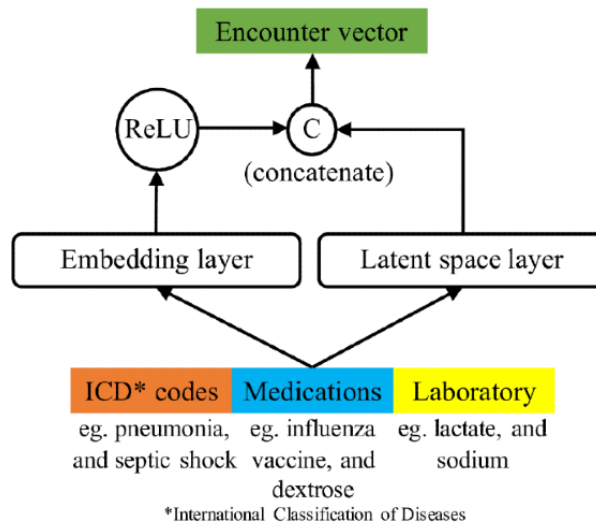 Encounter vector
ReLU
C
(concatenate)
Embedding layer
Latent space layer
ICD* codes
Medications
Laboratory
eg. pneumonia,
and septic shock
eg. influenza
vaccine, and
dextrose
eg. lactate, and
sodium
*International Classification of Diseases